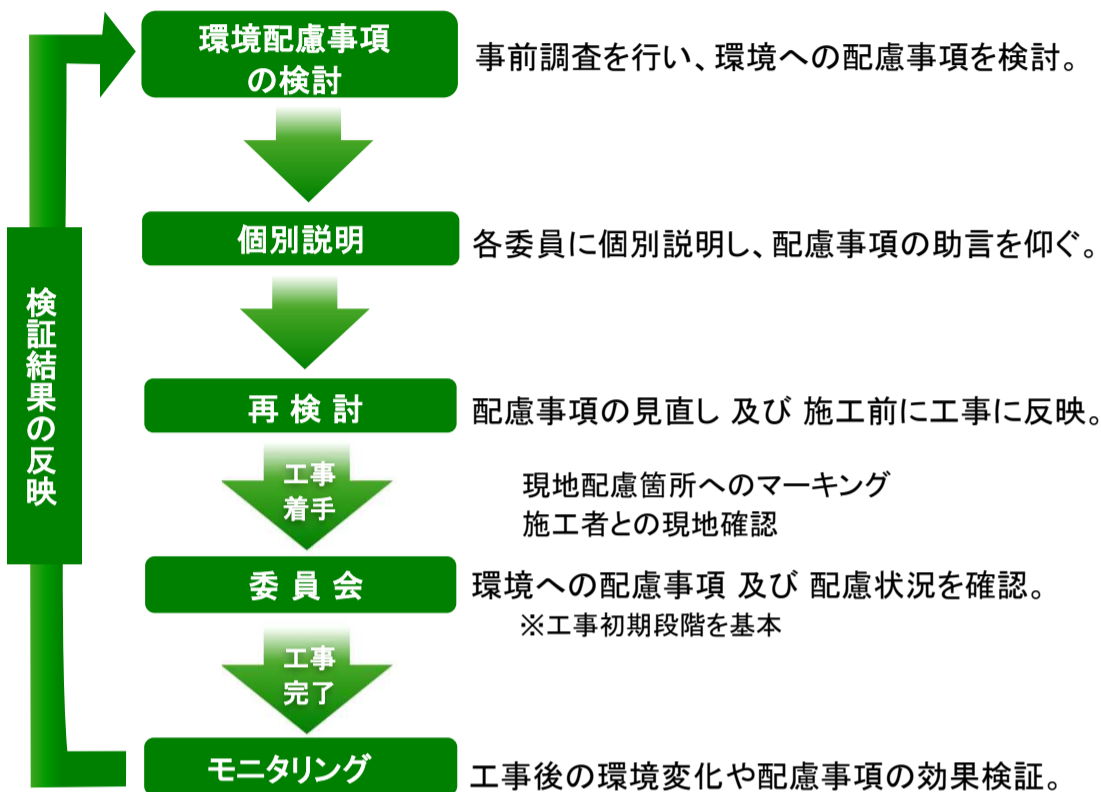 環境配慮事項
の検討
事前調査を行い、環境への配慮事項を検討。
個別説明
各委員に個別説明し、配慮事項の助言を仰ぐ。
再検討
配慮事項の見直し 及び 施工前に工事に反映。
工事
着手
現地配慮箇所へのマーキング
施工者との現地確認
委員会
環境への配慮事項 及び 配慮状況を確認。
※工事初期段階を基本
工事
完了
モニタリング
工事後の環境変化や配慮事項の効果検証。
検証結果の反映